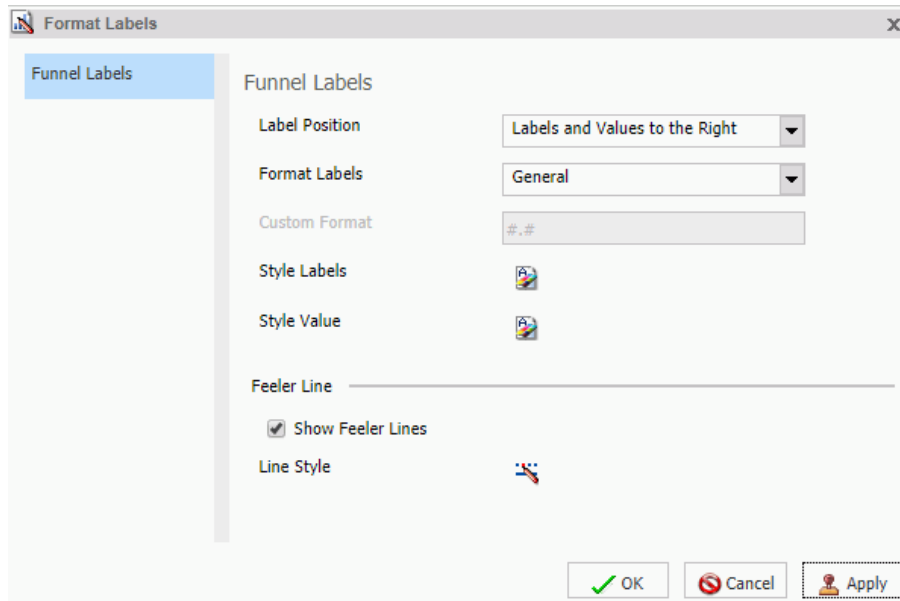 Format Labels
Funnel Labels
Funnel Labels
Label Position
Labels and Values to the Right
Format Labels
General
Custom Format
#.#
Style Labels
Style Value
Feeler Line
Show Feeler Lines
Line Style
OK
Cancel
Apply